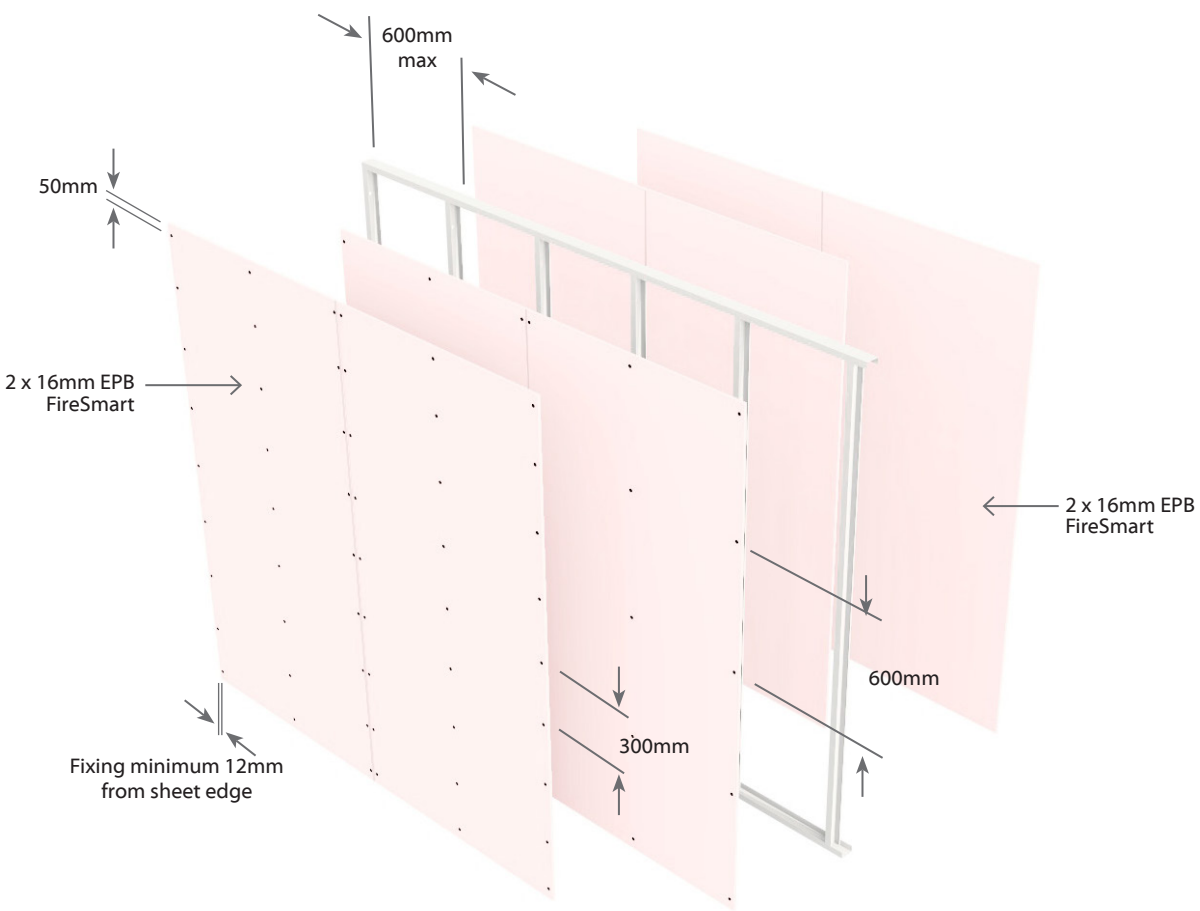 600mm
max
50mm
2 x 16mm EPB
FireSmart
2 x 16mm EPB
FireSmart
600mm
300mm
Fixing minimum 12mm
from sheet edge